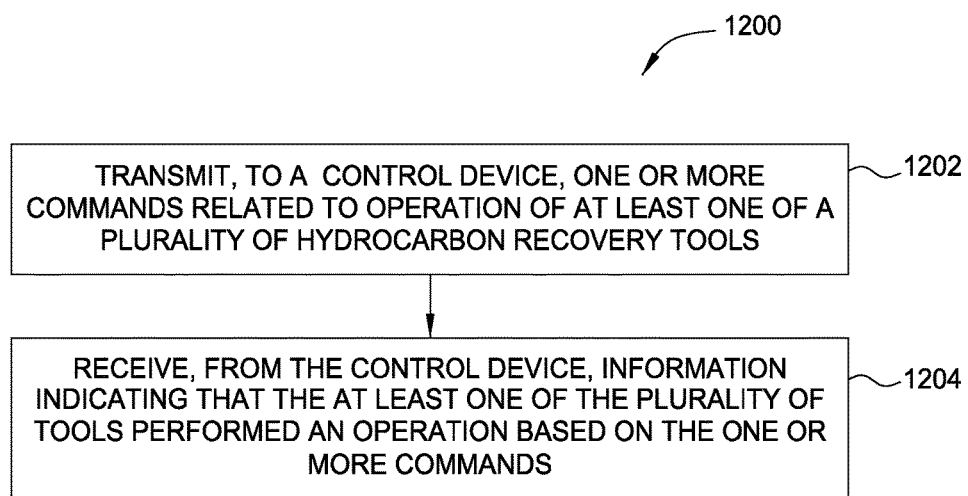 1200
TRANSMIT, TO A CONTROL DEVICE, ONE OR MORE
COMMANDS RELATED TO OPERATION OF AT LEAST ONE OF A
PLURALITY OF HYDROCARBON RECOVERY TOOLS
1202
RECEIVE, FROM THE CONTROL DEVICE, INFORMATION
INDICATING THAT THE AT LEAST ONE OF THE PLURALITY OF
TOOLS PERFORMED AN OPERATION BASED ON THE ONE OR
MORE COMMANDS
1204